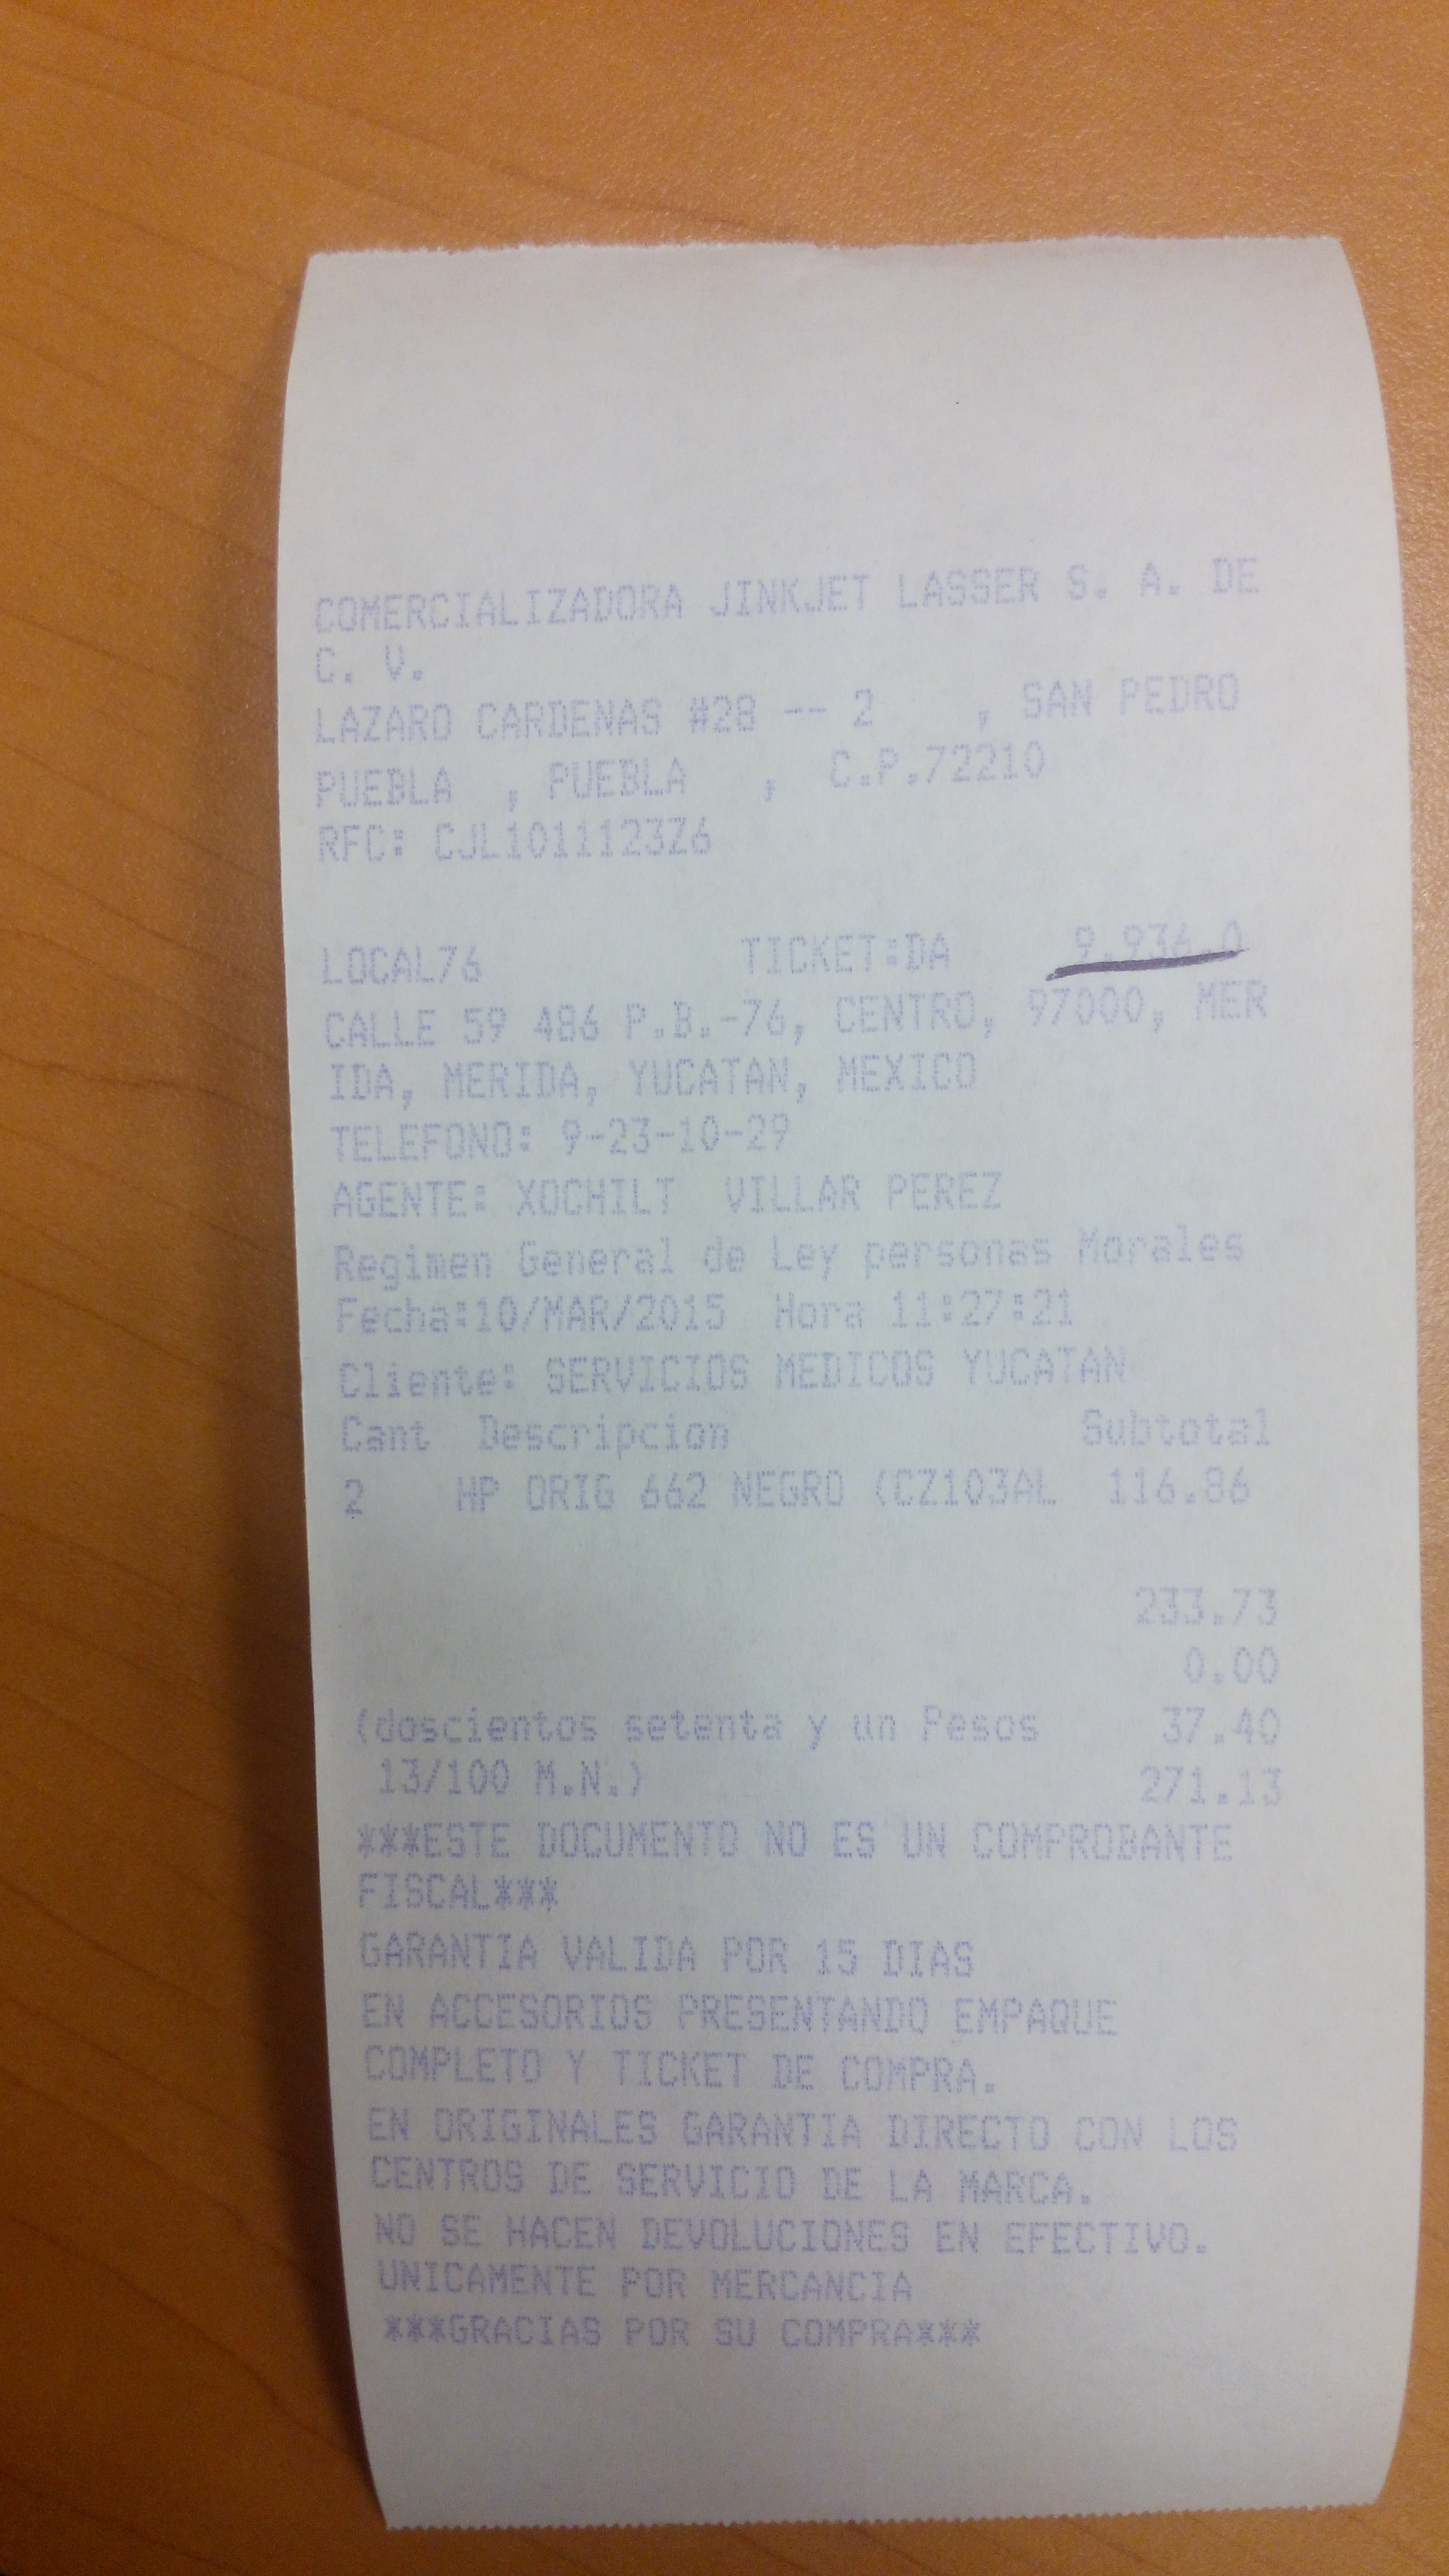 COMERCIALIZADORA JINKJET LASSER S. A. DE
C. V.
LAZARO CARDENAS #28 -- 2 , SAN PEDRO
PUEBLA , PUEBLA , C.P.72210
RFC: CJL1011123Z6
LOCAL76 TICKET:DA 9,936.0
CALLE 59 486 P.B.-76, CENTRO, 97000, MER
IDA, MERIDA, YUCATAN, MEXICO
TELEFONO: 9-23-10-29
AGENTE: XOCHILT VILLAR PEREZ
Regimen General de Ley personas Morales
Fecha:10/MAR/2015 Hora 11:27:21
Cliente: SERVICIOS MEDICOS YUCATAN
Cant Descripcion Subtotal
2 HP ORIG 662 NEGRO (CZ103AL 116.86
233.73
0.00
(doscientos setenta y un Pesos 37.40
13/100 M.N.) 271.13
***ESTE DOCUMENTO NO ES UN COMPROBANTE
FISCAL***
GARANTIA VALIDA POR 15 DIAS
EN ACCESORIOS PRESENTANDO EMPAQUE
COMPLETO Y TICKET DE COMPRA.
EN ORIGINALES GARANTIA DIRECTO CON LOS
CENTROS DE SERVICIO DE LA MARCA.
NO SE HACEN DEVOLUCIONES EN EFECTIVO.
UNICAMENTE POR MERCANCIA
***GRACIAS POR SU COMPRA***